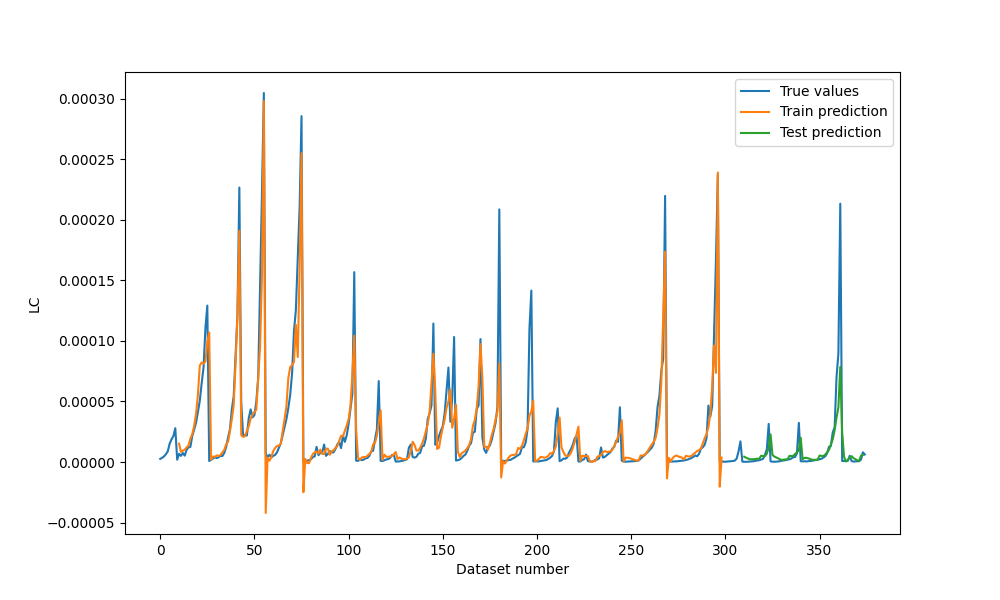 True values
Train prediction
Test prediction
0.00030
0.00025
0.00020
0.00015
0.00010
0.00005
0.00000
−0.00005
LC
0 50 100 150 200 250 300 350
Dataset number